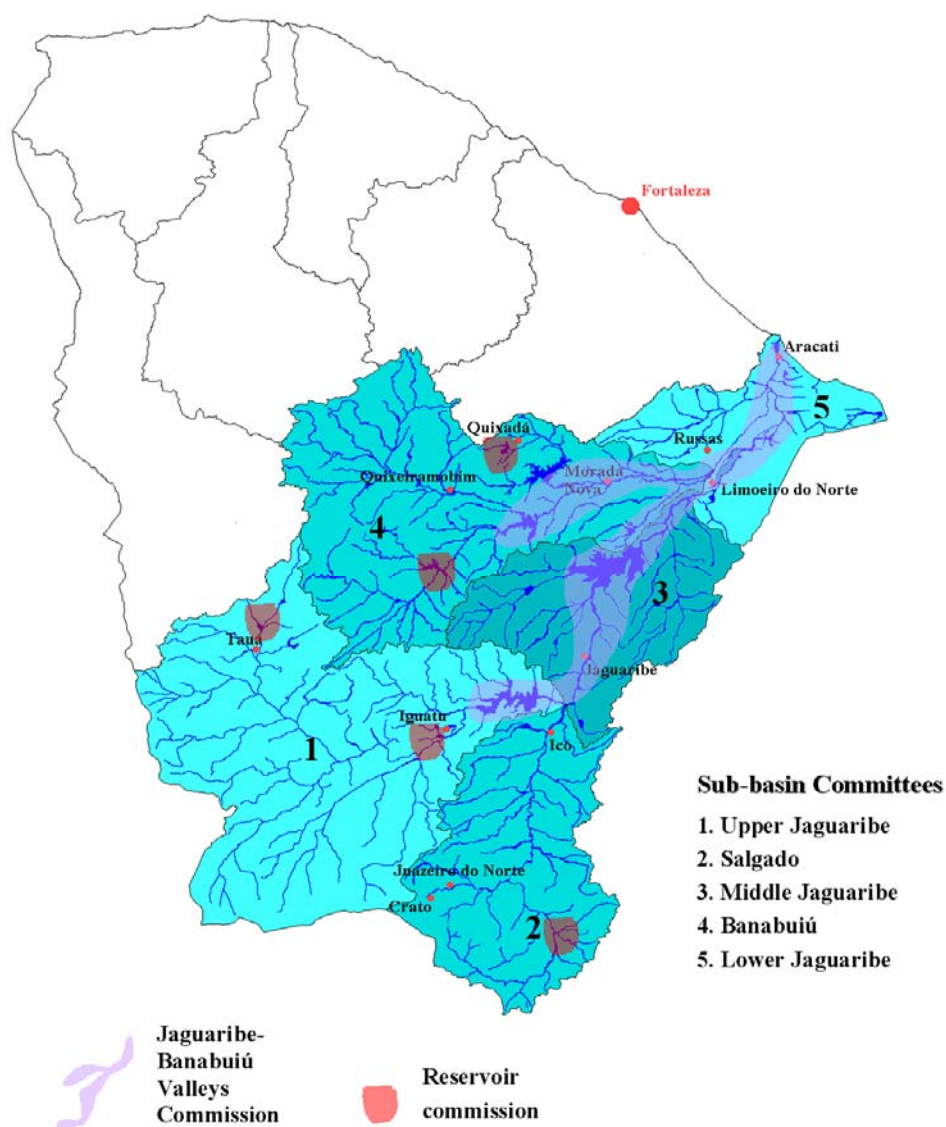 Fortaleza
Aracati
5
Quixadá
Russas
Morada
Nova
Quixeiramobim
Limoeiro do Norte
4
3
Taua
Jaguaribe
Iguatu
1
Ico
Sub-basin Committees
1. Upper Jaguaribe
2. Salgado
3. Middle Jaguaribe
4. Banabuiú
5. Lower Jaguaribe
Juazeiro do Norte
Crato
2
Jaguaribe-
Banabuiú
Valleys
Commission
Reservoir
commission